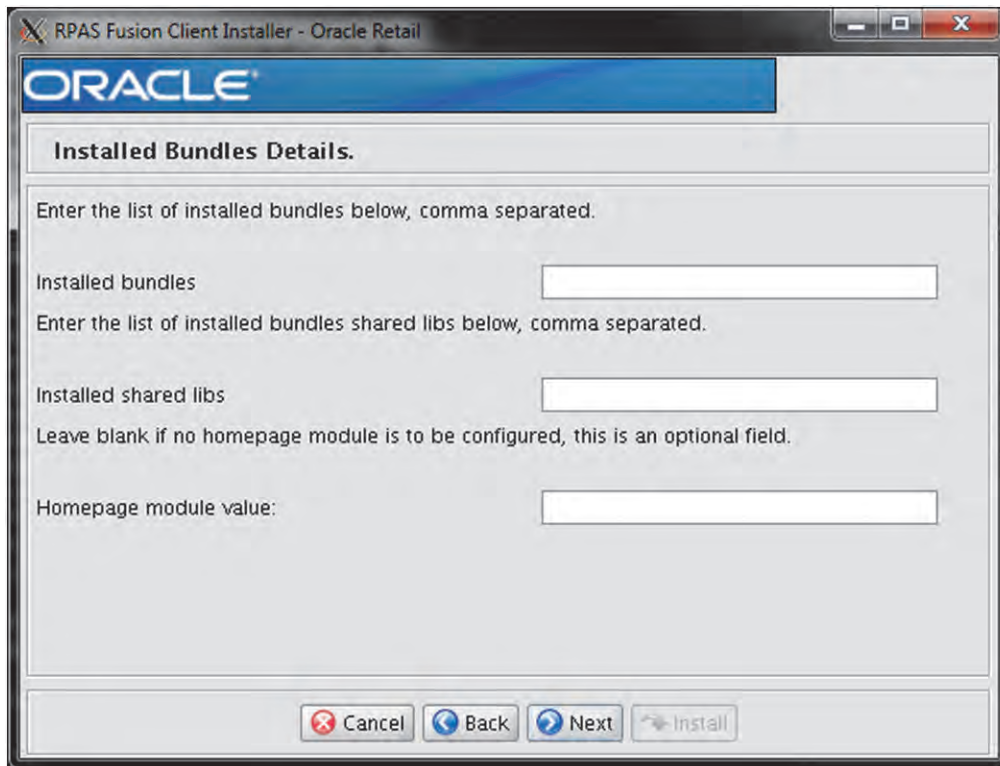 RPAS Fusion Client Installer - Oracle Retail
ORACLE®
Installed Bundles Details.
Enter the list of installed bundles below, comma separated.
Installed bundles
Enter the list of installed bundles shared libs below, comma separated.
Installed shared libs
Leave blank if no homepage module is to be configured, this is an optional field.
Homepage module value:
Cancel Back Next Install